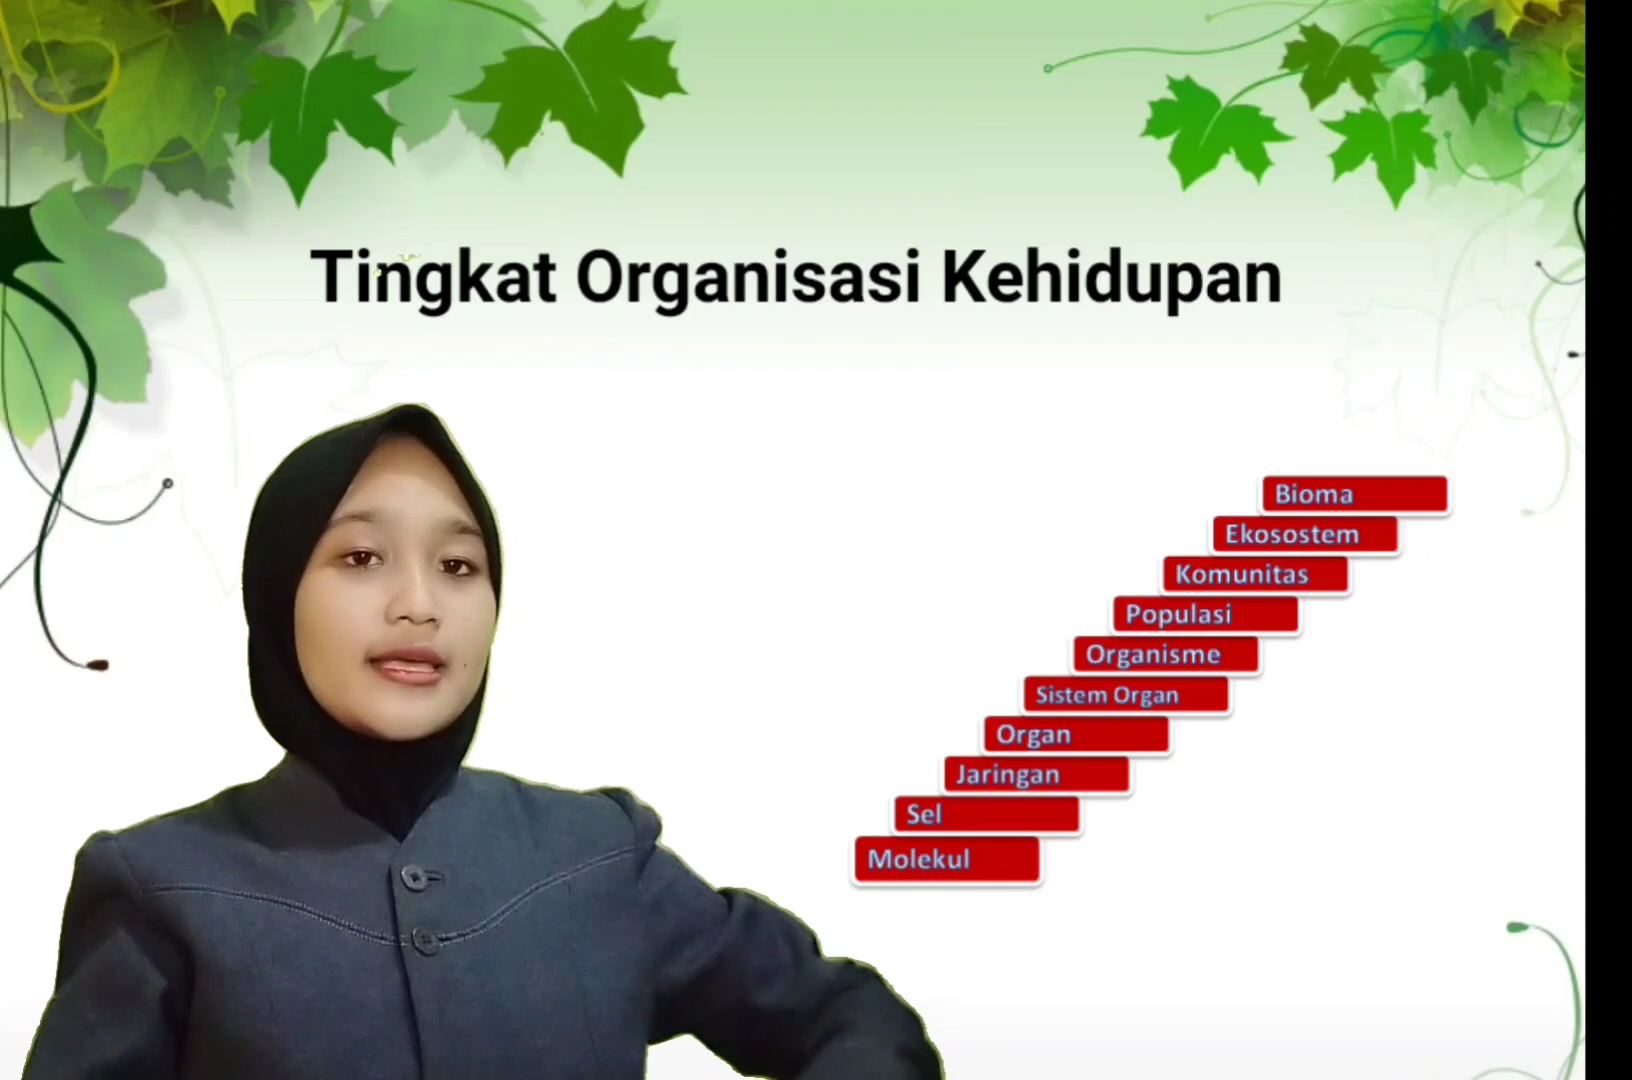 Tingkat Organisasi Kehidupan
Bioma
Ekosostem
Komunitas
Populasi
Organisme
Sistem Organ
Organ
Jaringan
Sel
Molekul